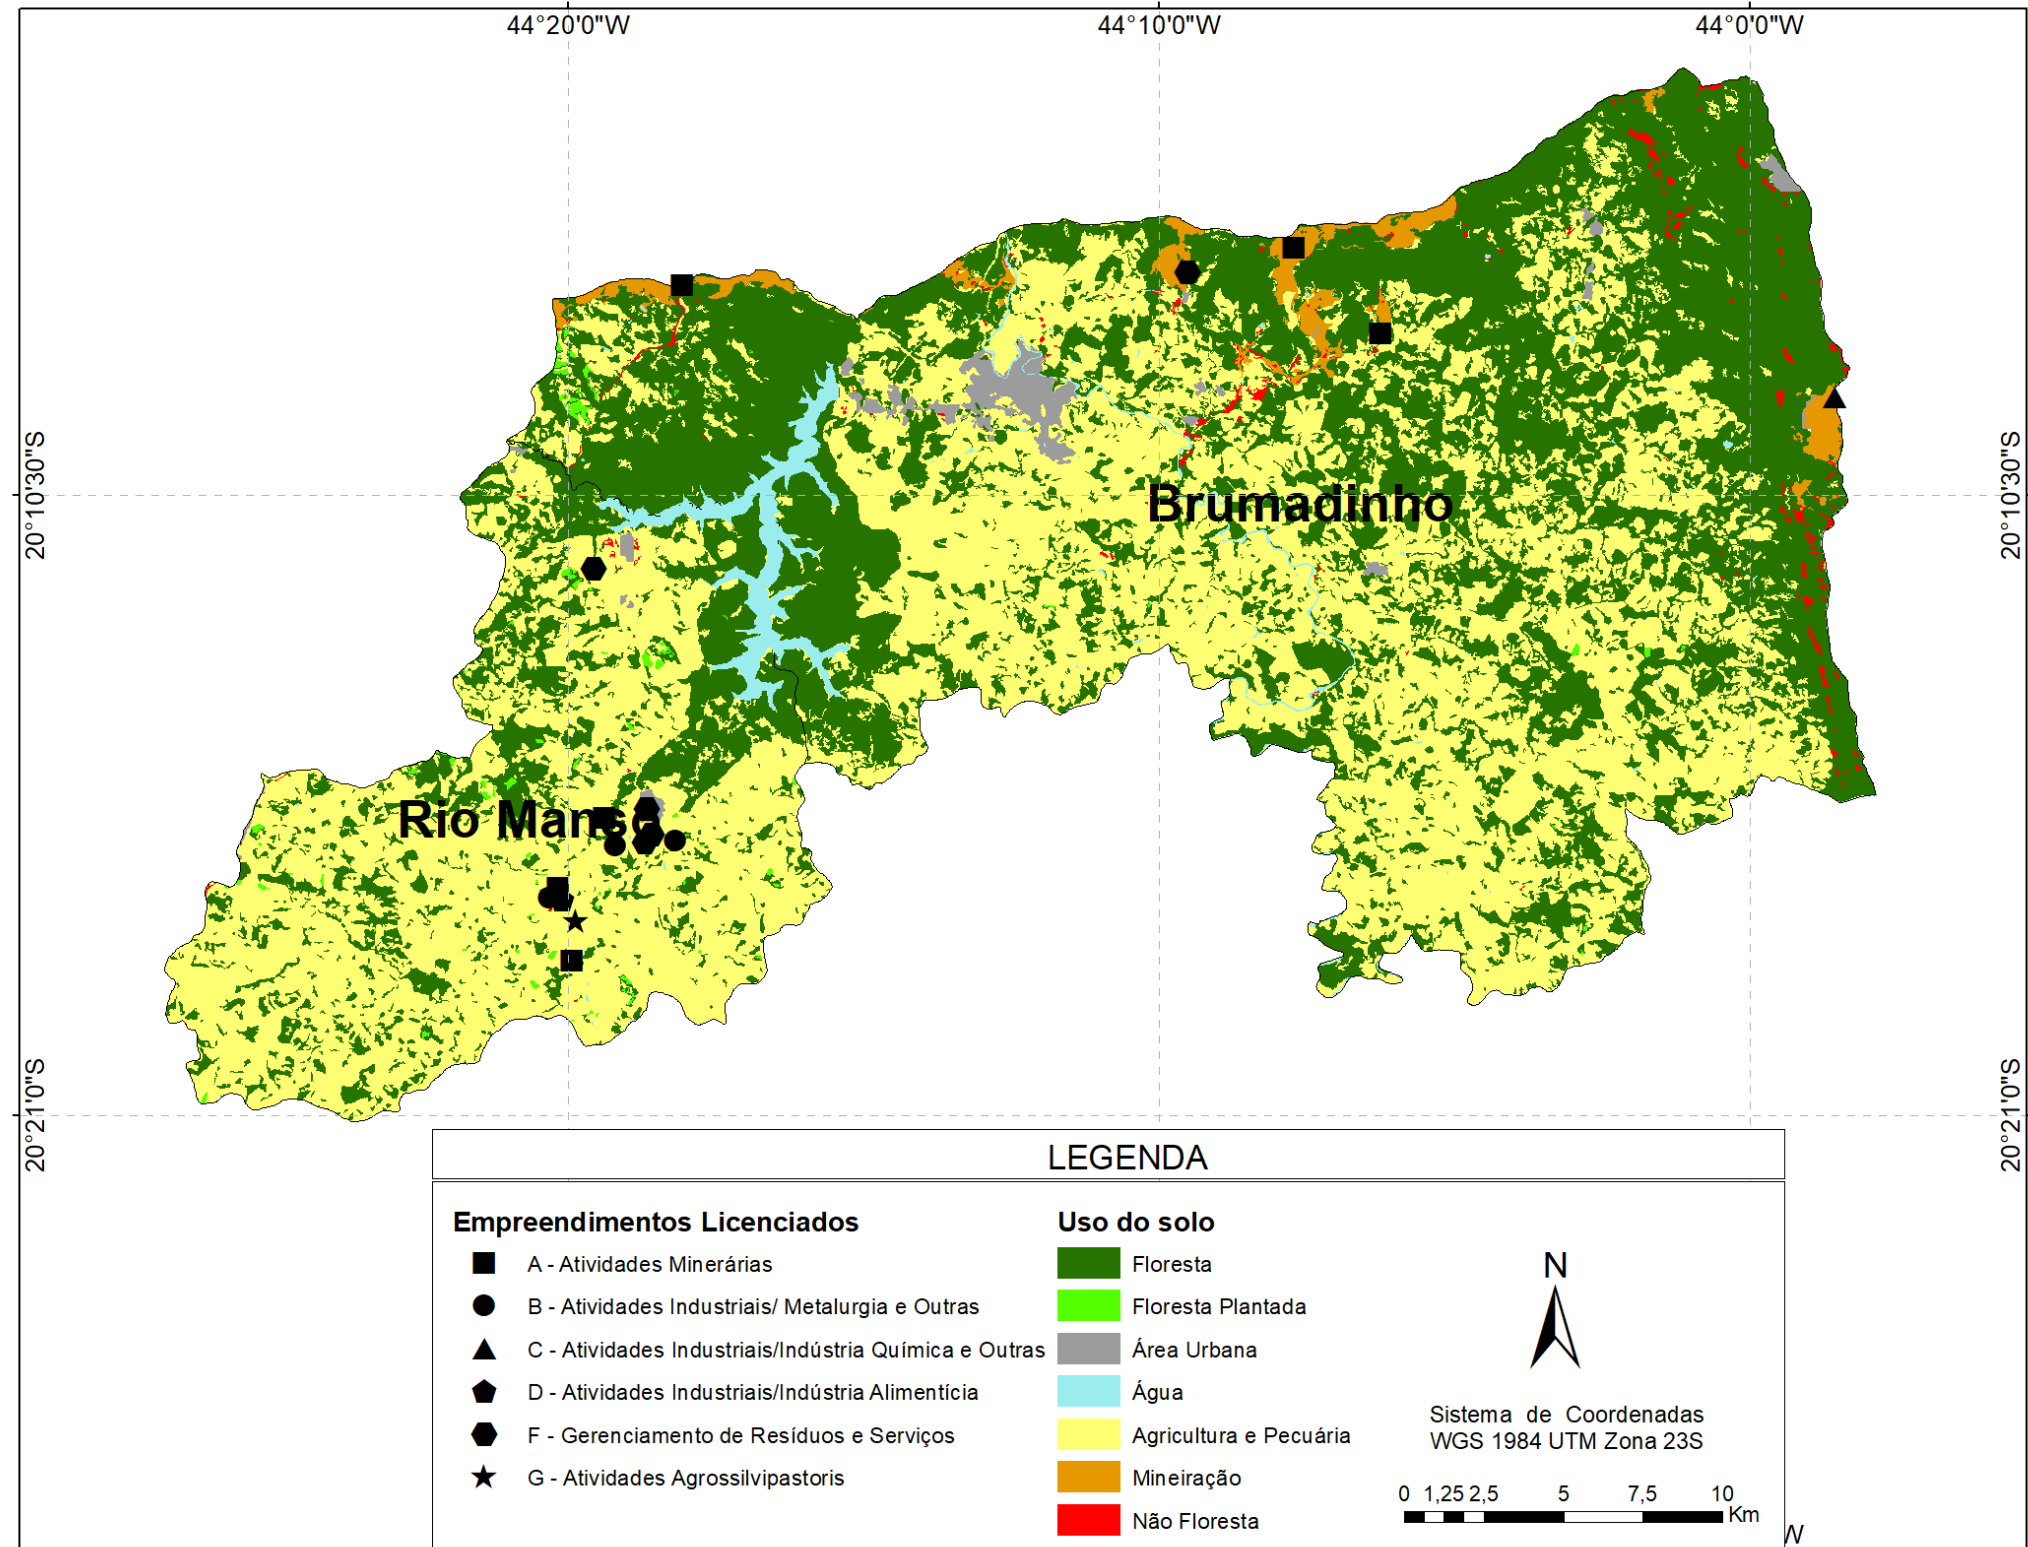 44°20'0"W 44°10'0"W 44°0'0"W
20°10'30"S 20°10'30"S
Brumadinho
Rio Manso
20°21'0"S 20°21'0"S
LEGENDA
Empreendimentos Licenciados
A - Atividades Minerárias
B - Atividades Industriais/ Metalurgia e Outras
C - Atividades Industriais/Indústria Química e Outras
D - Atividades Industriais/Indústria Alimentícia
F - Gerenciamento de Resíduos e Serviços
G - Atividades Agrossilvipastoris
Uso do solo
Floresta
Floresta Plantada
Área Urbana
Água
Agricultura e Pecuária
Mineiração
Não Floresta
N
Sistema de Coordenadas
WGS 1984 UTM Zona 23S
0 1,25 2,5 5 7,5 10
Km
W